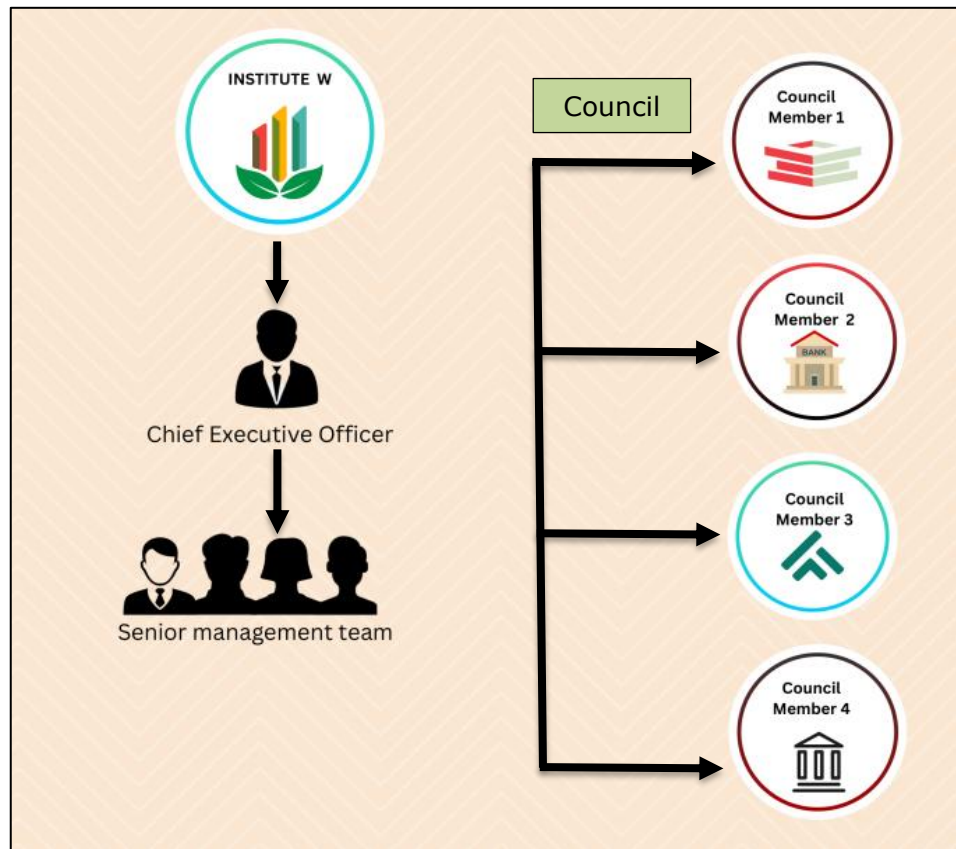 INSTITUTE W
Chief Executive Officer
Senior management team
Council
Council
Member 1
Council
Member 2
BANK
Council
Member 3
Council
Member 4